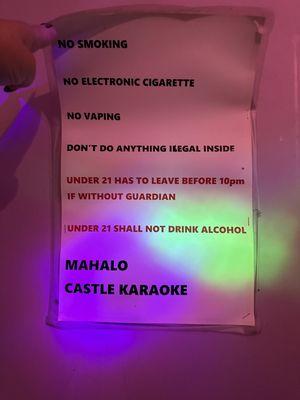 NO SMOKING
NO ELECTRONIC CIGARETTE
NO VAPING
DON'T DO ANYTHING ILEGAL INSIDE
UNDER 21 HAS TO LEAVE BEFORE 10pm
IF WITHOUT GUARDIAN
UNDER 21 SHALL NOT DRINK ALCOHOL
MAHALO
CASTLE KARAOKE